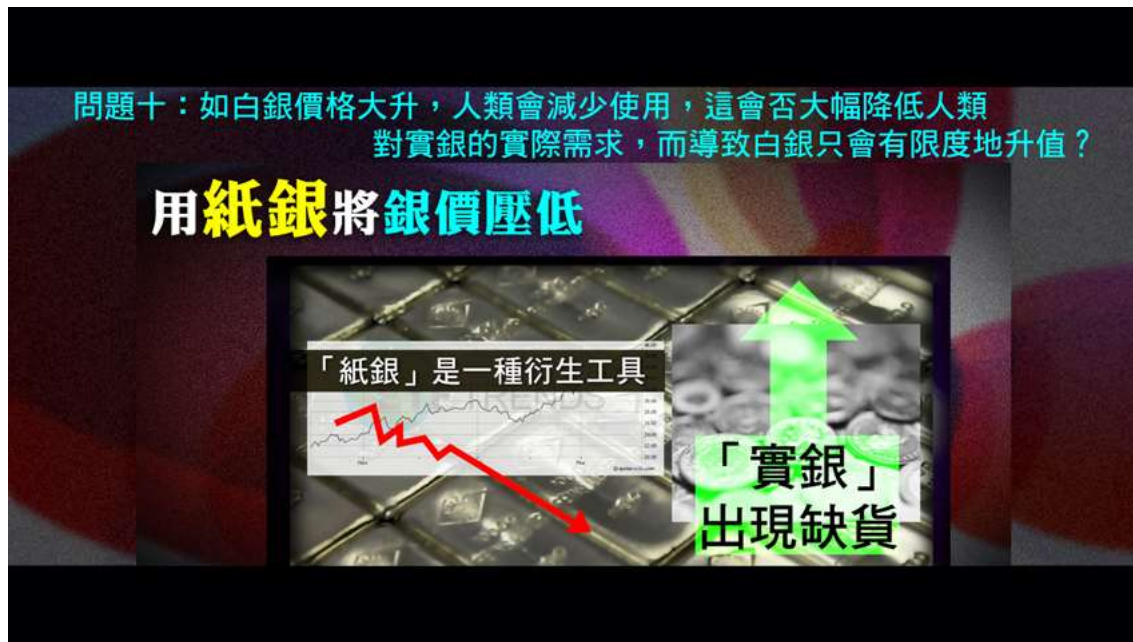 問題十：如白銀價格大升，人類會減少使用，這會否大幅降低人類
對實銀的實際需求，而導致白銀只會有限度地升值？
用紙銀將銀價壓低
「紙銀」是一種衍生工具
「實銀」
出現缺貨